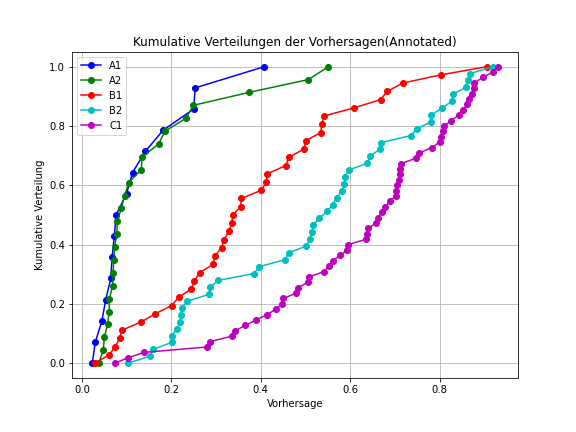 Kumulative Verteilungen der Vorhersagen(Annotated)
A1
A2
B1
B2
C1
1.0
0.8
0.6
0.4
0.2
0.0
Kumulative Verteilung
0.0 0.2 0.4 0.6 0.8
Vorhersage